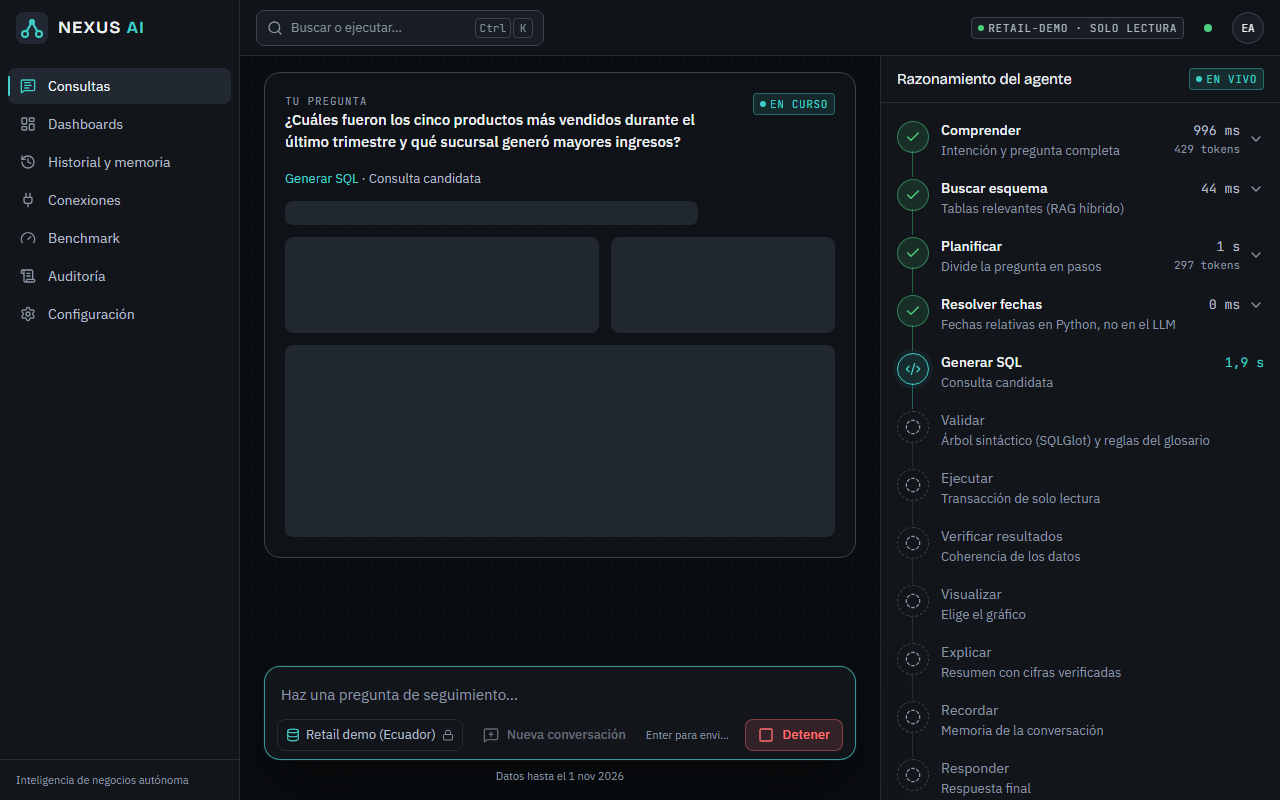 NEXUS AI
Buscar o ejecutar...
Ctrl K
RETAIL-DEMO · SOLO LECTURA
EA
Consultas
Dashboards
Historial y memoria
Conexiones
Benchmark
Auditoría
Configuración
Inteligencia de negocios autónoma
TU PREGUNTA
EN CURSO
¿Cuáles fueron los cinco productos más vendidos durante el
último trimestre y qué sucursal generó mayores ingresos?
Generar SQL · Consulta candidata
Haz una pregunta de seguimiento...
Retail demo (Ecuador)
Nueva conversación
Enter para envi...
Detener
Datos hasta el 1 nov 2026
Razonamiento del agente
EN VIVO
Comprender
996 ms
Intención y pregunta completa
429 tokens
Buscar esquema
44 ms
Tablas relevantes (RAG híbrido)
Planificar
1 s
Divide la pregunta en pasos
297 tokens
Resolver fechas
0 ms
Fechas relativas en Python, no en el LLM
Generar SQL
1,9 s
Consulta candidata
Validar
Árbol sintáctico (SQLGlot) y reglas del glosario
Ejecutar
Transacción de solo lectura
Verificar resultados
Coherencia de los datos
Visualizar
Elige el gráfico
Explicar
Resumen con cifras verificadas
Recordar
Memoria de la conversación
Responder
Respuesta final